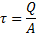 τ = Q/A